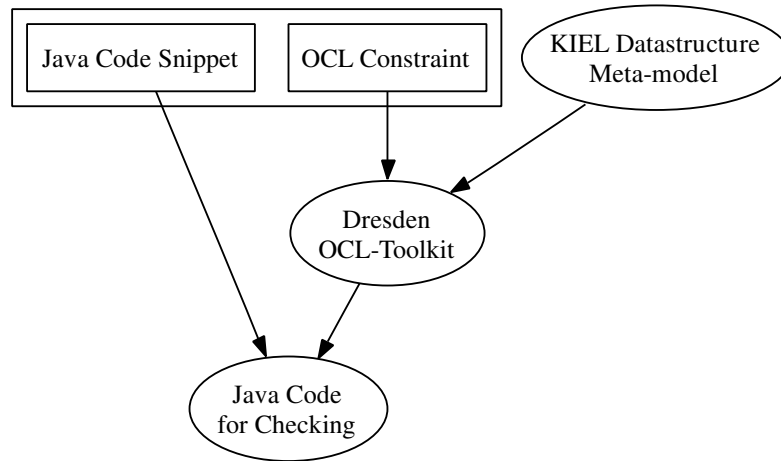 Java Code Snippet
OCL Constraint
KIEL Datastructure
Meta-model
Dresden
OCL-Toolkit
Java Code
for Checking